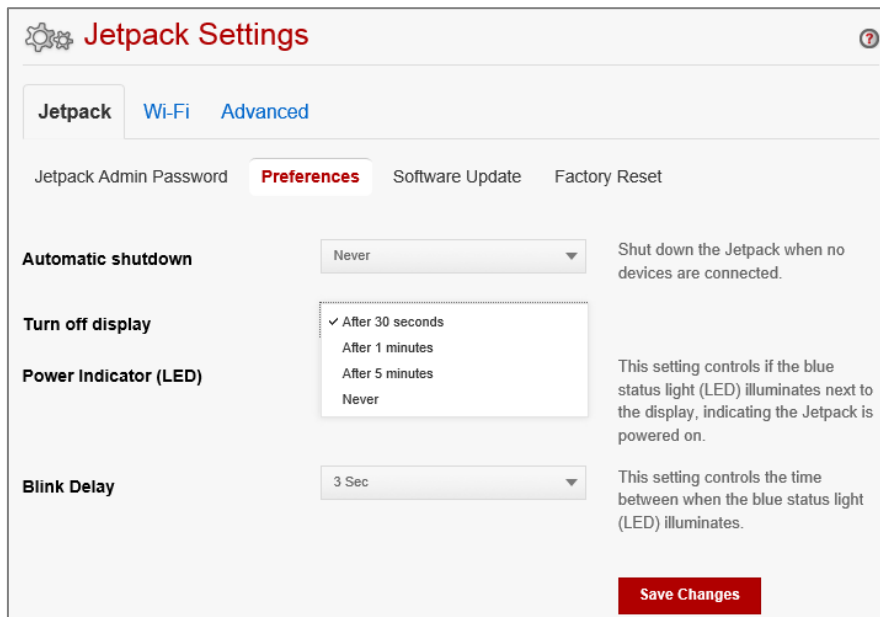 Jetpack Settings
?
Jetpack Wi-Fi Advanced
Jetpack Admin Password Preferences Software Update Factory Reset
Automatic shutdown
Never
Shut down the Jetpack when no
devices are connected.
Turn off display
✓ After 30 seconds
After 1 minutes
After 5 minutes
Never
Power Indicator (LED)
This setting controls if the blue
status light (LED) illuminates next to
the display, indicating the Jetpack is
powered on.
Blink Delay
3 Sec
This setting controls the time
between when the blue status light
(LED) illuminates.
Save Changes